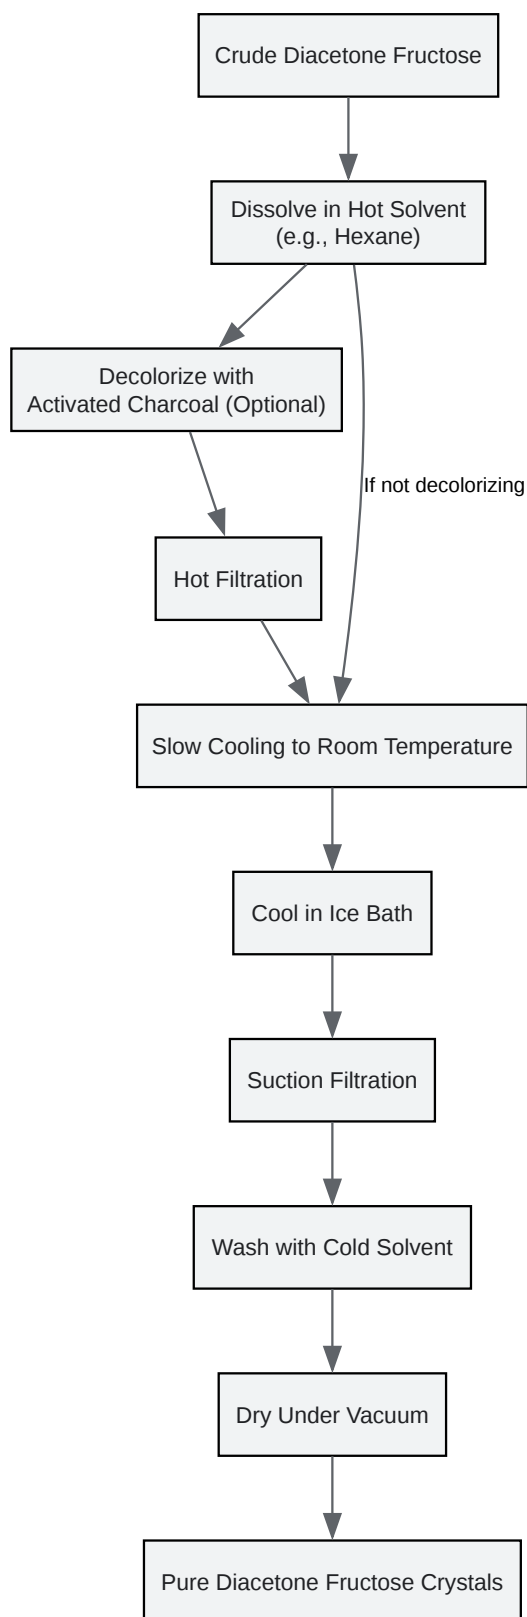 Crude Diacetone Fructose
Dissolve in Hot Solvent
(e.g., Hexane)
Decolorize with
Activated Charcoal (Optional)
If not decolorizing
Hot Filtration
Slow Cooling to Room Temperature
Cool in Ice Bath
Suction Filtration
Wash with Cold Solvent
Dry Under Vacuum
Pure Diacetone Fructose Crystals